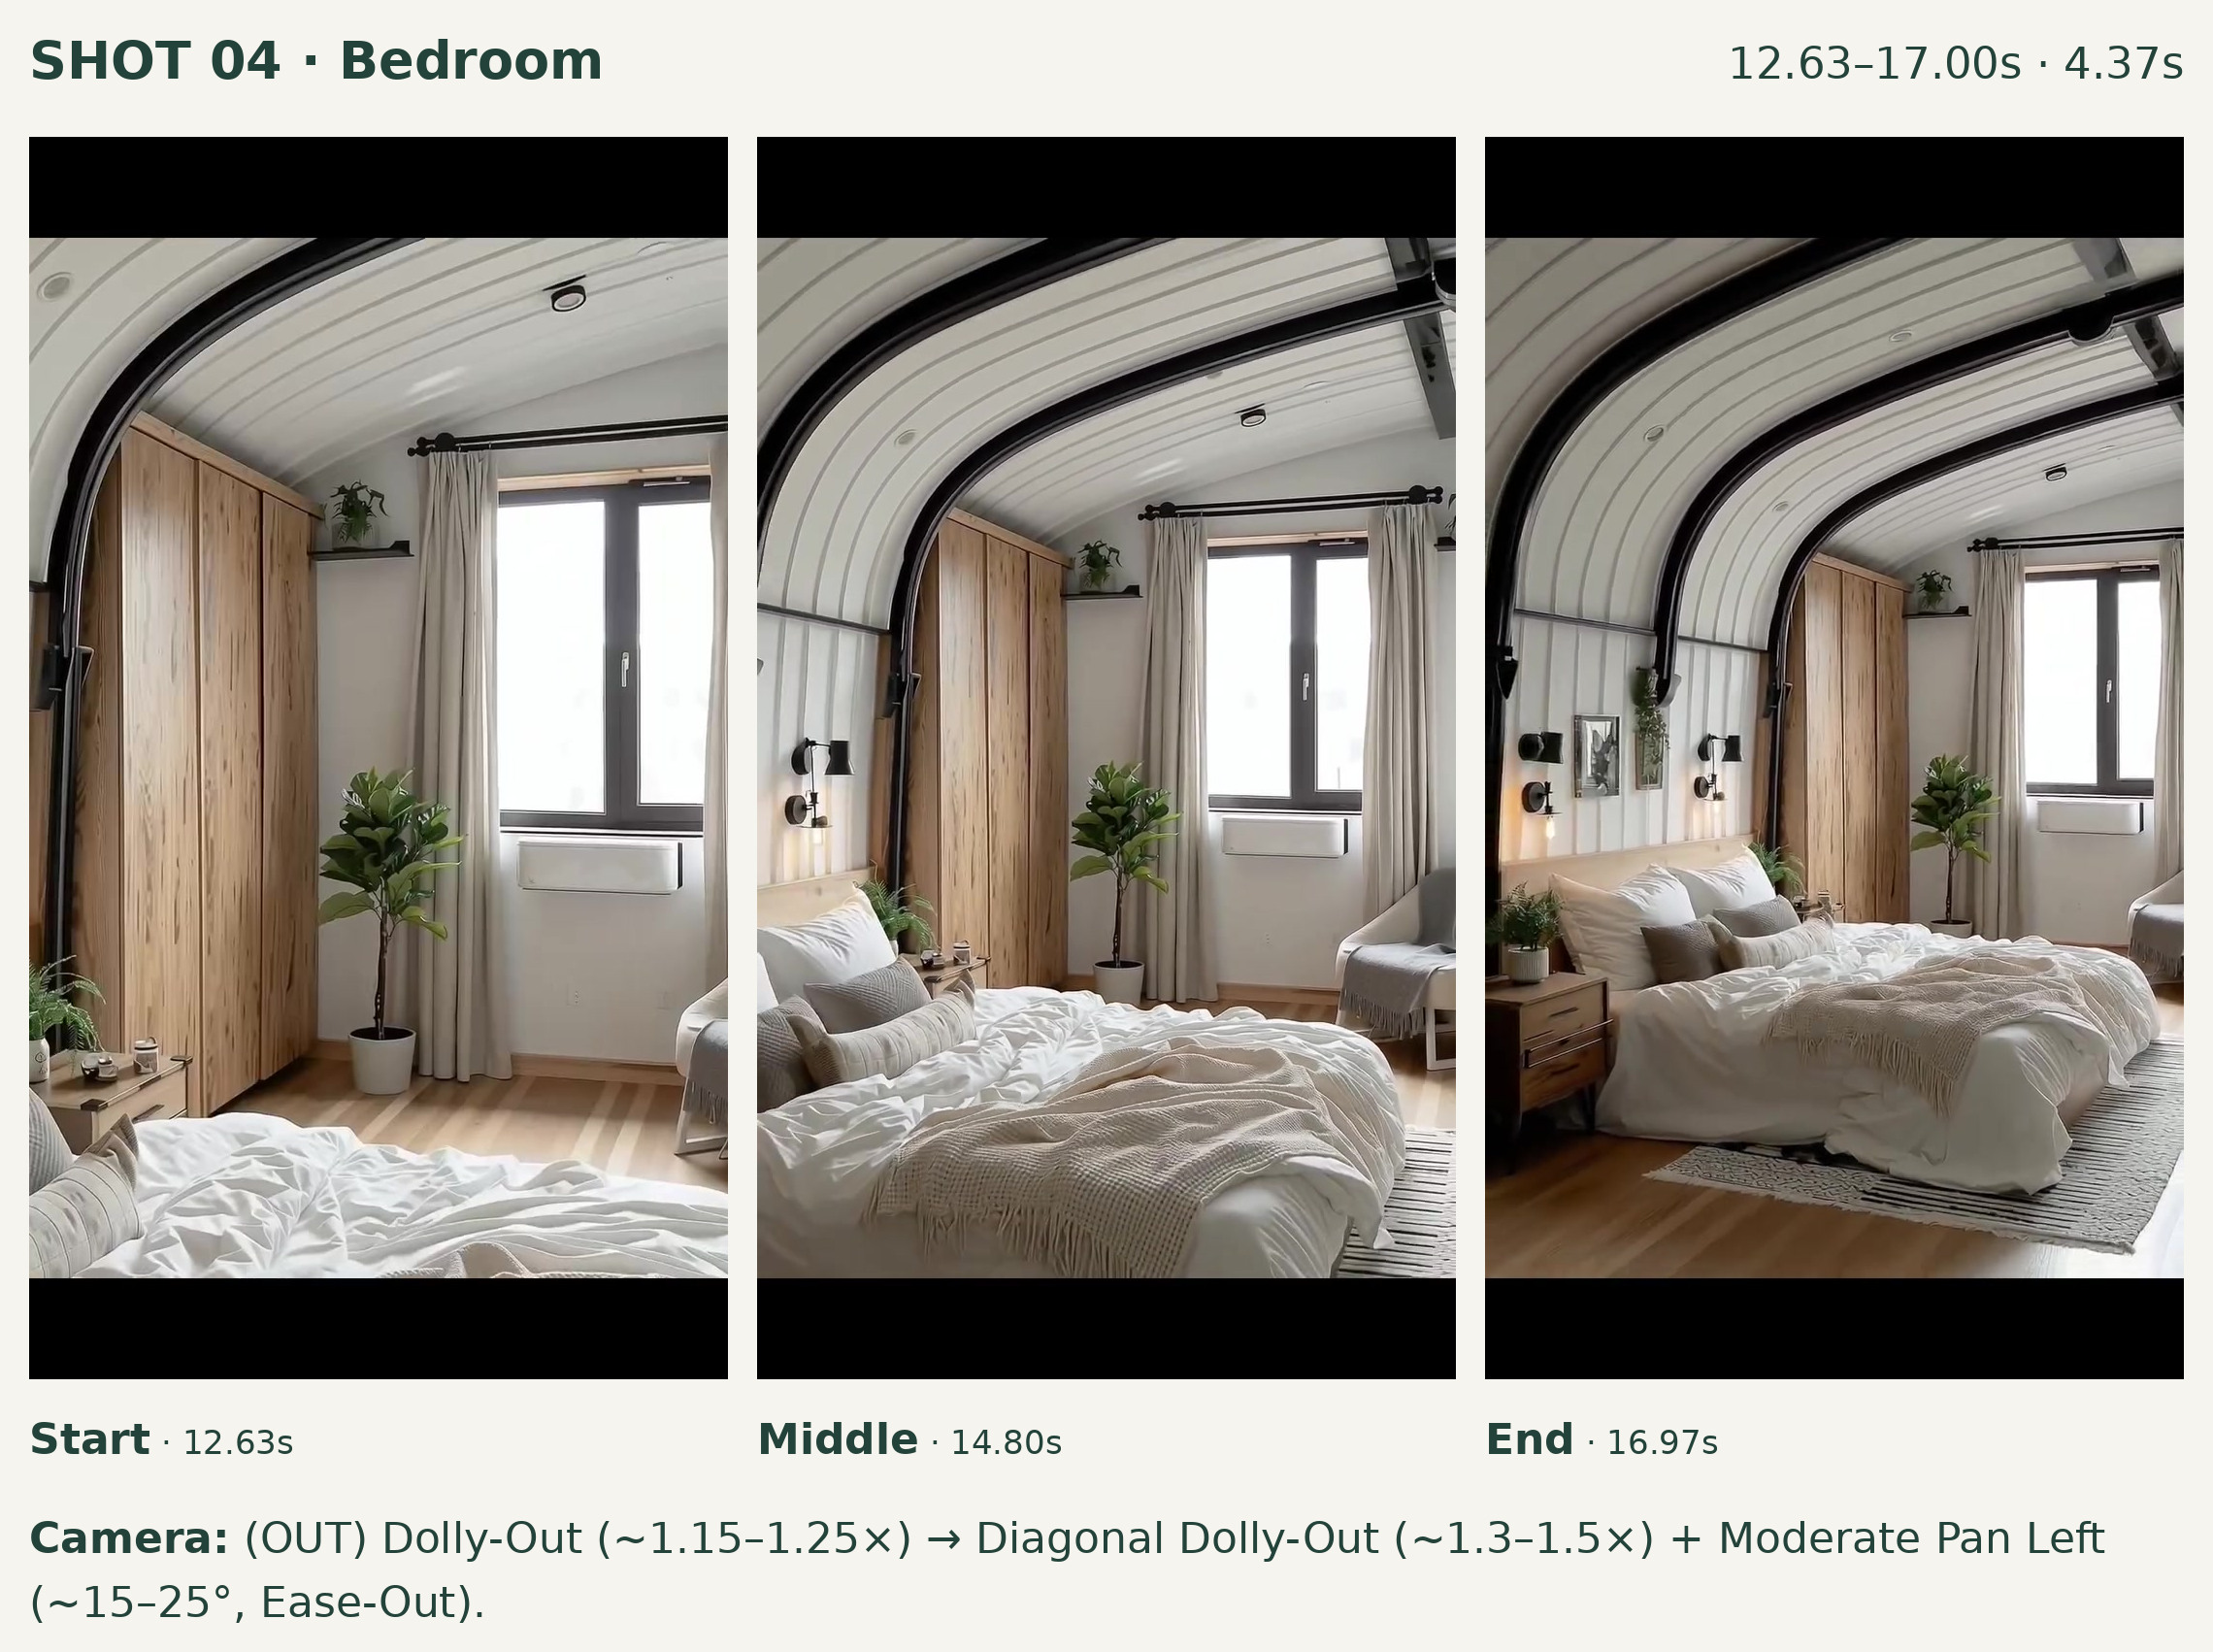 SHOT 04 · Bedroom
12.63–17.00s · 4.37s
Start · 12.63s
Middle · 14.80s
End · 16.97s
Camera: (OUT) Dolly-Out (~1.15–1.25×) → Diagonal Dolly-Out (~1.3–1.5×) + Moderate Pan Left
(~15–25°, Ease-Out).